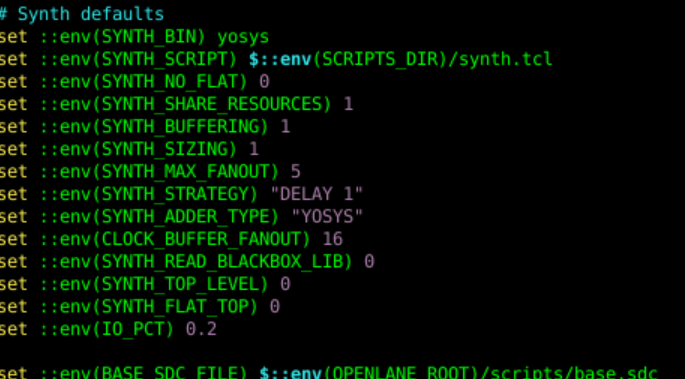 # Synth defaults
set ::env(SYNTH_BIN) yosys
set ::env(SYNTH_SCRIPT) $::env(SCRIPTS_DIR)/synth.tcl
set ::env(SYNTH_NO_FLAT) 0
set ::env(SYNTH_SHARE_RESOURCES) 1
set ::env(SYNTH_BUFFERING) 1
set ::env(SYNTH_SIZING) 1
set ::env(SYNTH_MAX_FANOUT) 5
set ::env(SYNTH_STRATEGY) "DELAY 1"
set ::env(SYNTH_ADDER_TYPE) "YOSYS"
set ::env(CLOCK_BUFFER_FANOUT) 16
set ::env(SYNTH_READ_BLACKBOX_LIB) 0
set ::env(SYNTH_TOP_LEVEL) 0
set ::env(SYNTH_FLAT_TOP) 0
set ::env(IO_PCT) 0.2
set ::env(BASE_SDC_FILE) $::env(OPENLANE_ROOT)/scripts/base.sdc